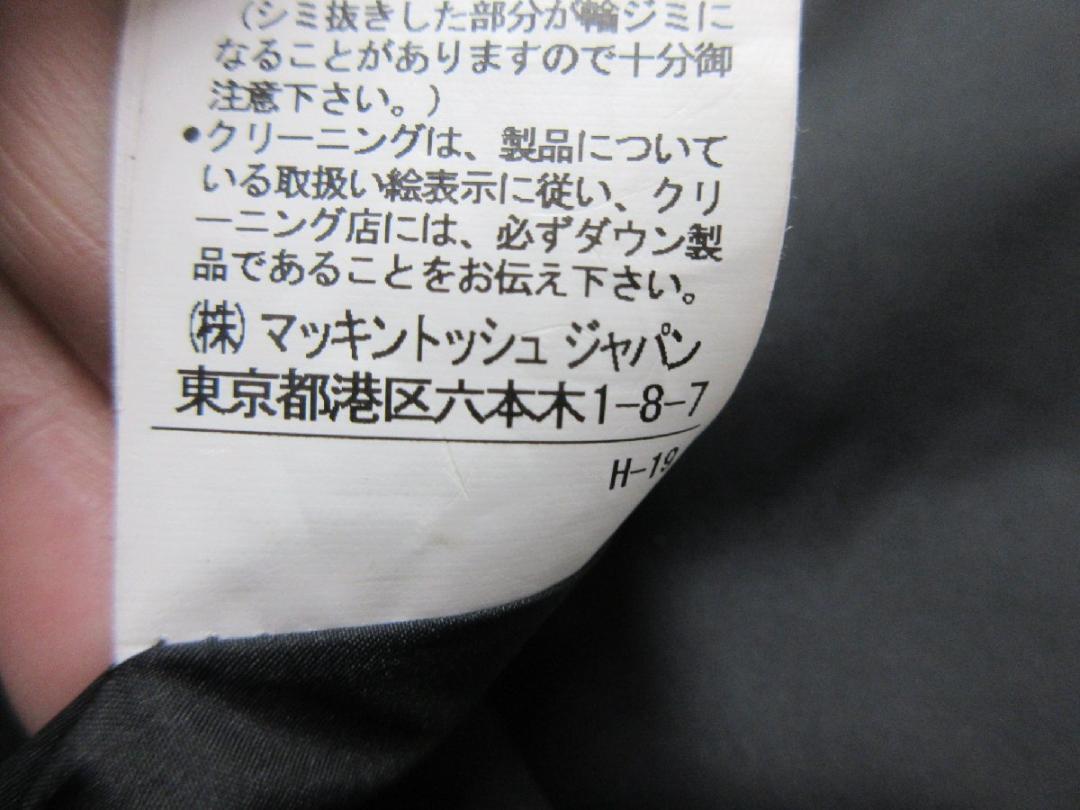 (シミ抜きした部分が輪ジミに
なることがありますので十分御
注意下さい。)
●クリーニングは、製品について
いる取扱い絵表示に従い、クリ
ーニング店には、必ずダウン製
品であることをお伝え下さい。
(株) マッキントッシュ ジャパン
東京都港区六本木1-8-7
H-19